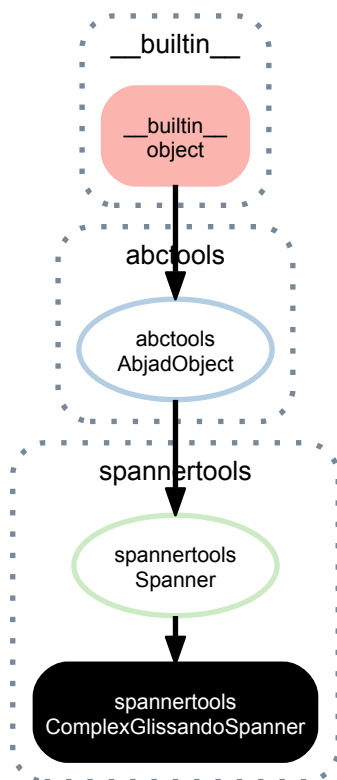 __builtin__
__builtin__
object
abctools
abctools
AbjadObject
spannertools
spannertools
Spanner
spannertools
ComplexGlissandoSpanner